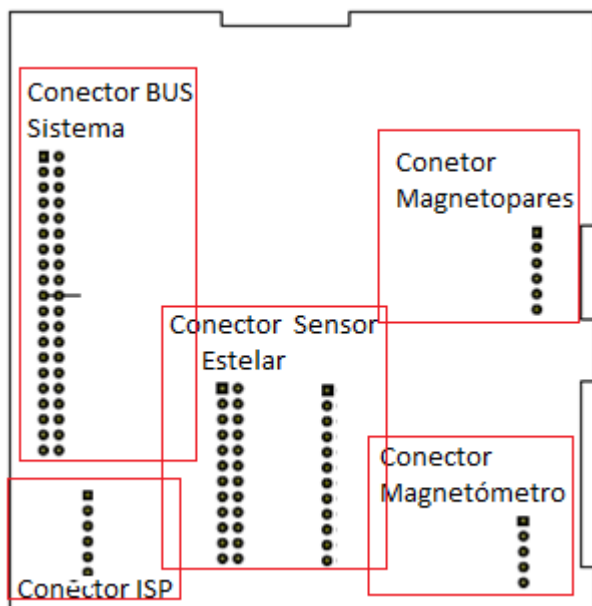 Conector BUS
Sistema
Conetor
Magnetopares
Conector Sensor
Estelar
Conector
Magnetómetro
Conector ISP